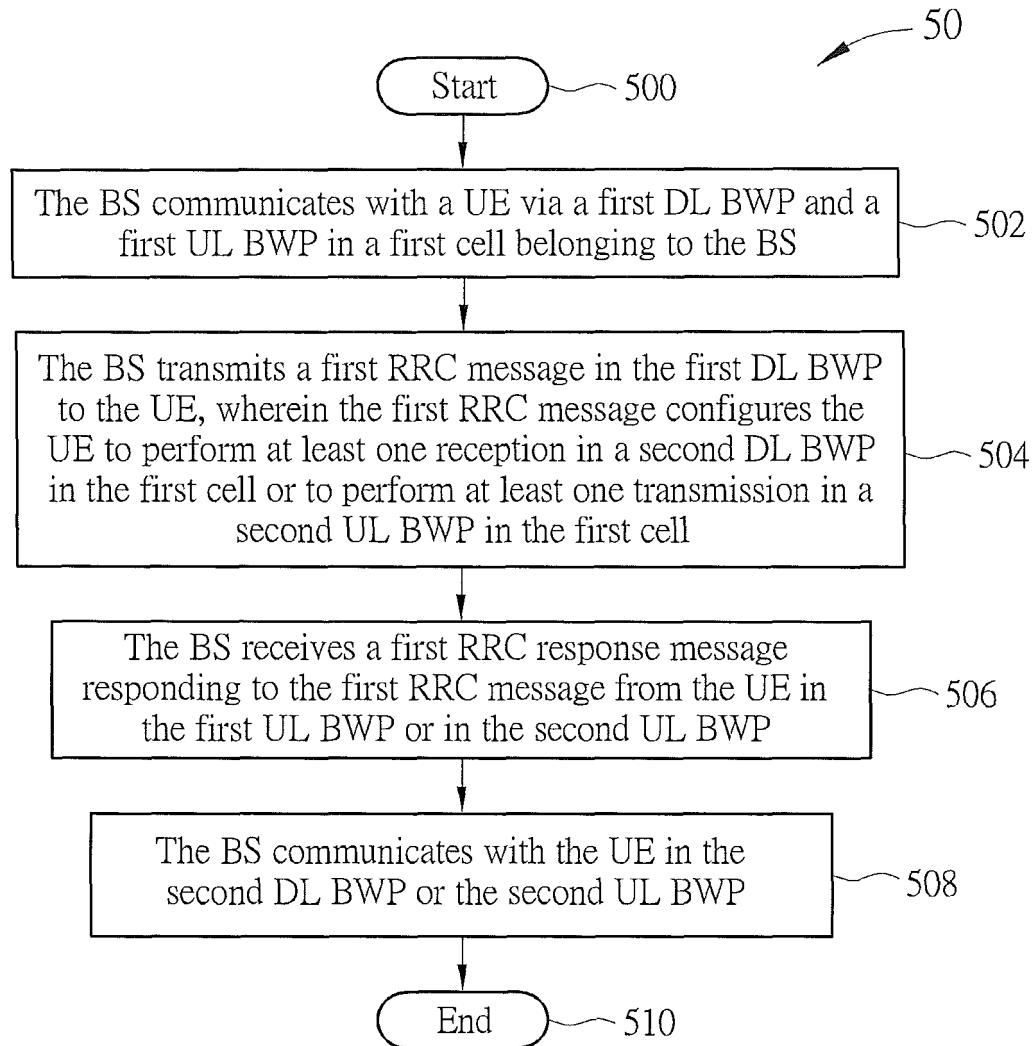 50
Start
500
The BS communicates with a UE via a first DL BWP and a
first UL BWP in a first cell belonging to the BS
502
The BS transmits a first RRC message in the first DL BWP
to the UE, wherein the first RRC message configures the
UE to perform at least one reception in a second DL BWP
in the first cell or to perform at least one transmission in a
second UL BWP in the first cell
504
The BS receives a first RRC response message
responding to the first RRC message from the UE in
the first UL BWP or in the second UL BWP
506
The BS communicates with the UE in the
second DL BWP or the second UL BWP
508
End
510